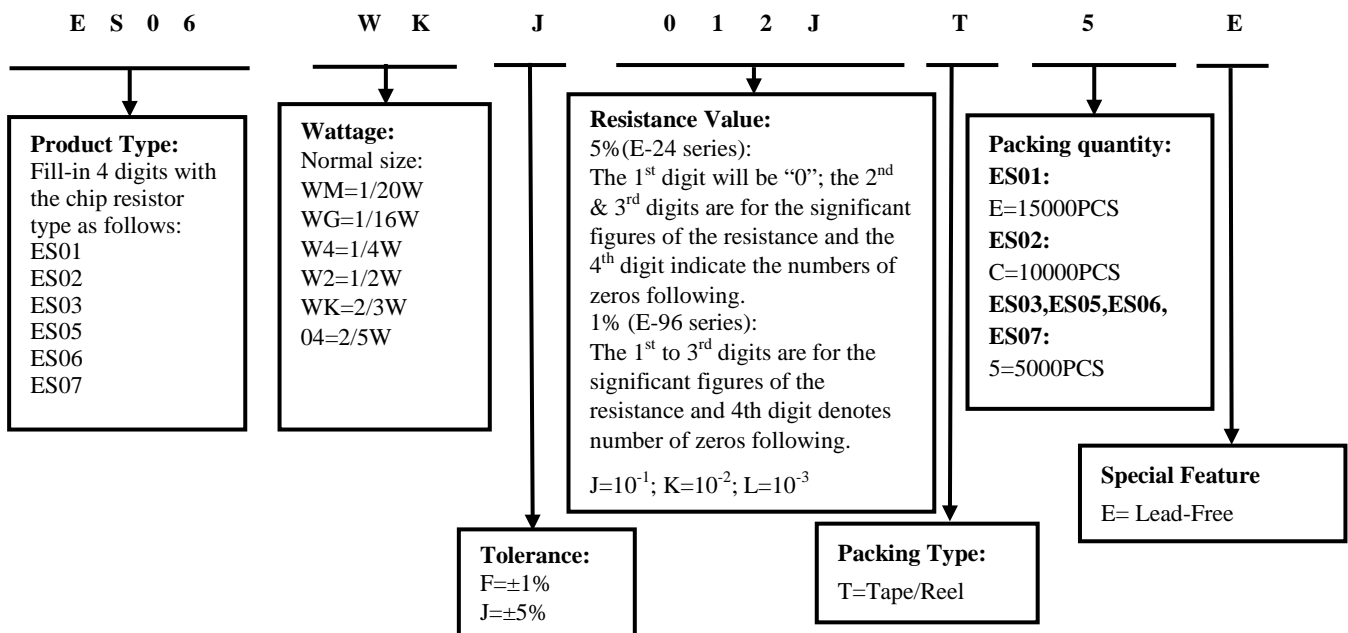 E S 0 6 W K J 0 1 2 J T 5 E
Product Type:
Fill-in 4 digits with
the chip resistor
type as follows:
ES01
ES02
ES03
ES05
ES06
ES07
Wattage:
Normal size:
WM=1/20W
WG=1/16W
W4=1/4W
W2=1/2W
WK=2/3W
04=2/5W
Tolerance:
F=±1%
J=±5%
Resistance Value:
5%(E-24 series):
The 1st digit will be “0”; the 2nd
& 3rd digits are for the significant
figures of the resistance and the
4th digit indicate the numbers of
zeros following.
1% (E-96 series):
The 1st to 3rd digits are for the
significant figures of the
resistance and 4th digit denotes
number of zeros following.
J=10-1; K=10-2; L=10-3
Packing Type:
T=Tape/Reel
Packing quantity:
ES01:
E=15000PCS
ES02:
C=10000PCS
ES03,ES05,ES06,
ES07:
5=5000PCS
Special Feature
E= Lead-Free